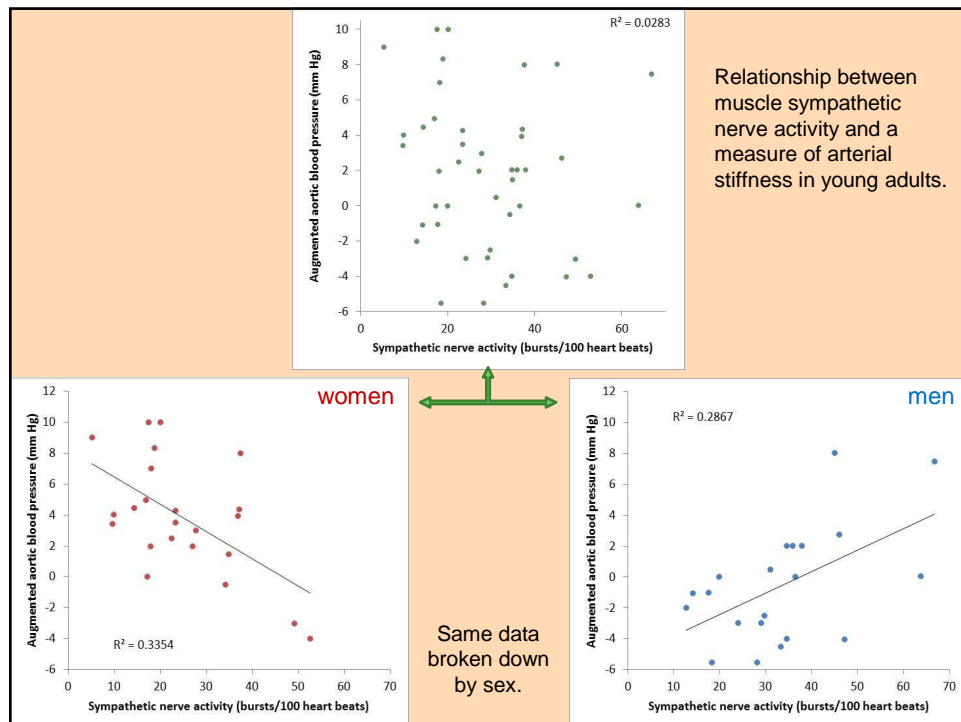 R² = 0.0283
Augmented aortic blood pressure (mm Hg)
10
8
6
4
2
0
-2
-4
-6
0 20 40 60
Sympathetic nerve activity (bursts/100 heart beats)
Relationship between
muscle sympathetic
nerve activity and a
measure of arterial
stiffness in young adults.
women
Augmented aortic blood pressure (mm Hg)
12
10
8
6
4
2
0
-2
-4
-6
R² = 0.3354
0 10 20 30 40 50 60 70
Sympathetic nerve activity (bursts/100 heart beats)
Same data
broken down
by sex.
men
R² = 0.2867
Augmented aortic blood pressure (mm Hg)
12
10
8
6
4
2
0
-2
-4
-6
0 10 20 30 40 50 60 70
Sympathetic nerve activity (bursts/100 heart beats)